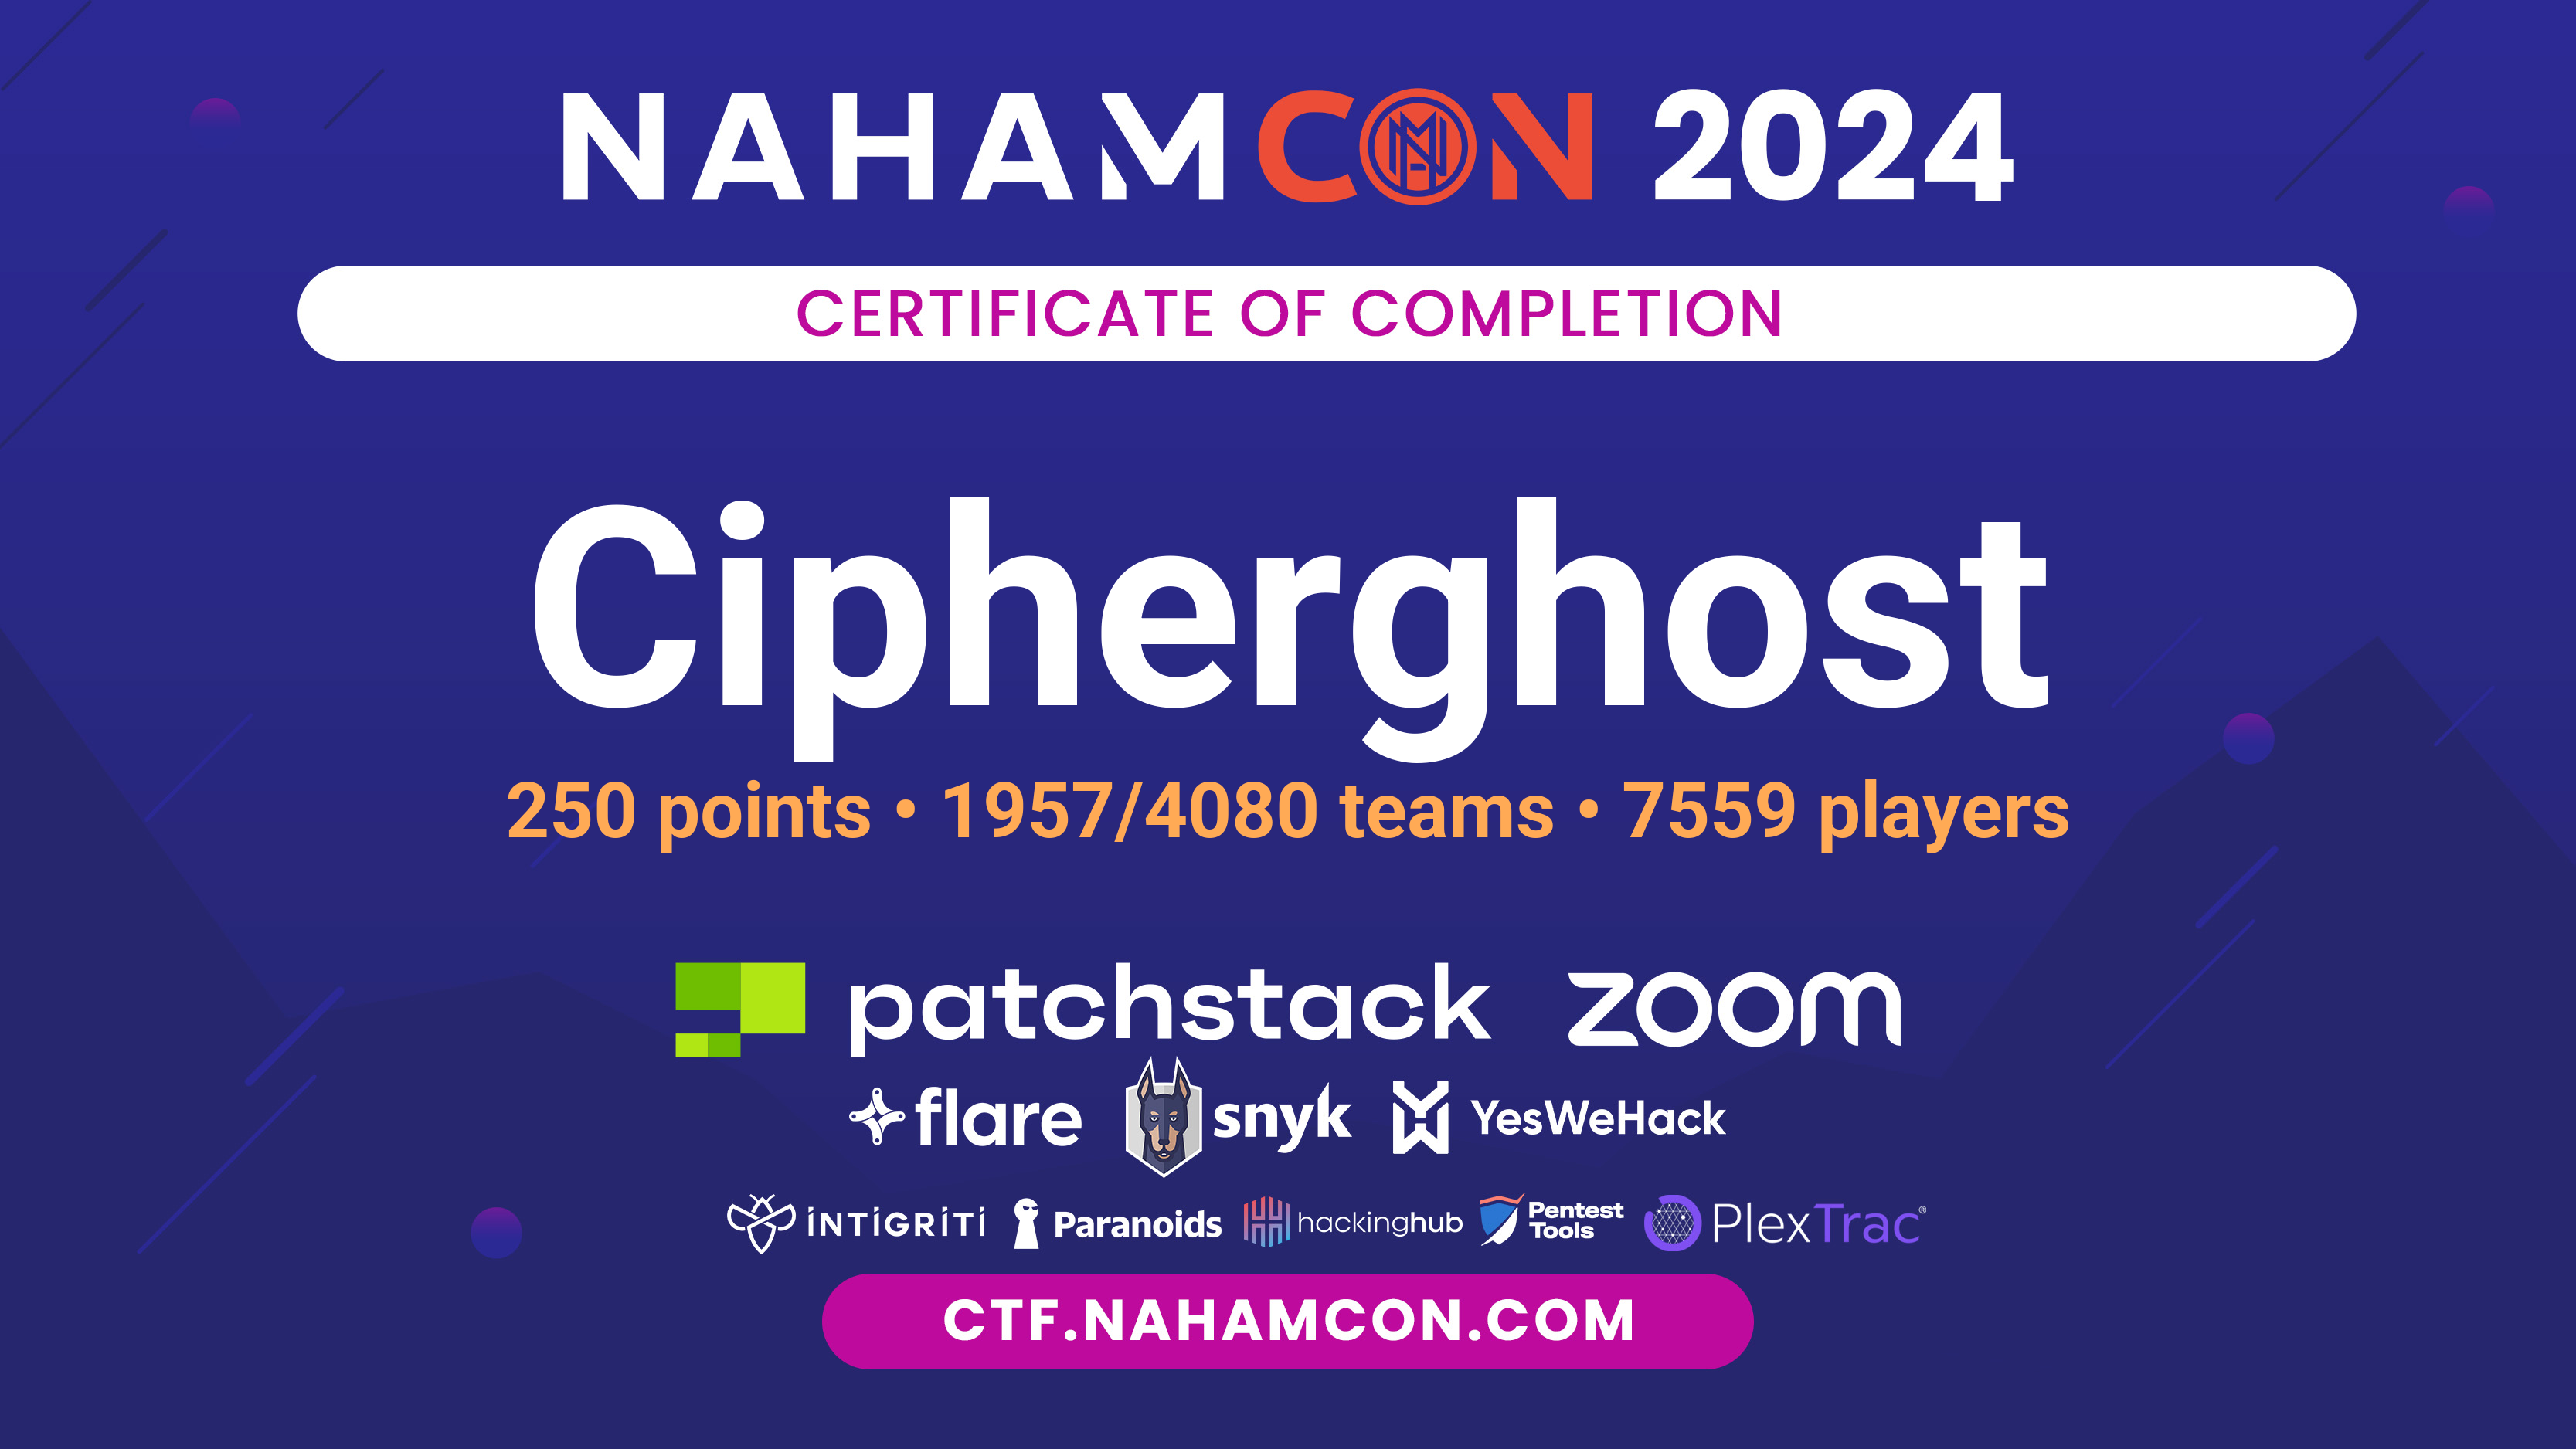 NAHAMCON 2024
CERTIFICATE OF COMPLETION
Cipherghost
250 points • 1957/4080 teams • 7559 players
patchstack zoom
flare snyk YesWeHack
INTIGRITI Paranoids hackinghub Pentest Tools PlexTrac®
CTF.NAHAMCON.COM